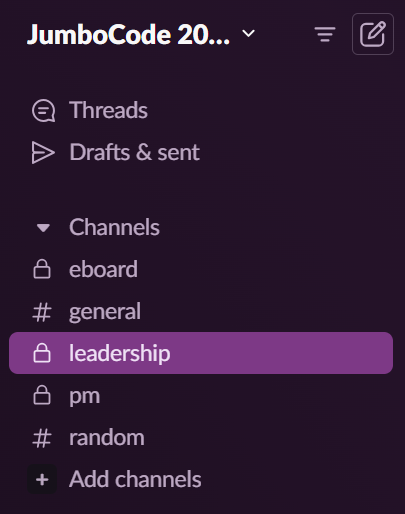 JumboCode 20...
Threads
Drafts & sent
Channels
eboard
# general
leadership
pm
# random
+ Add channels